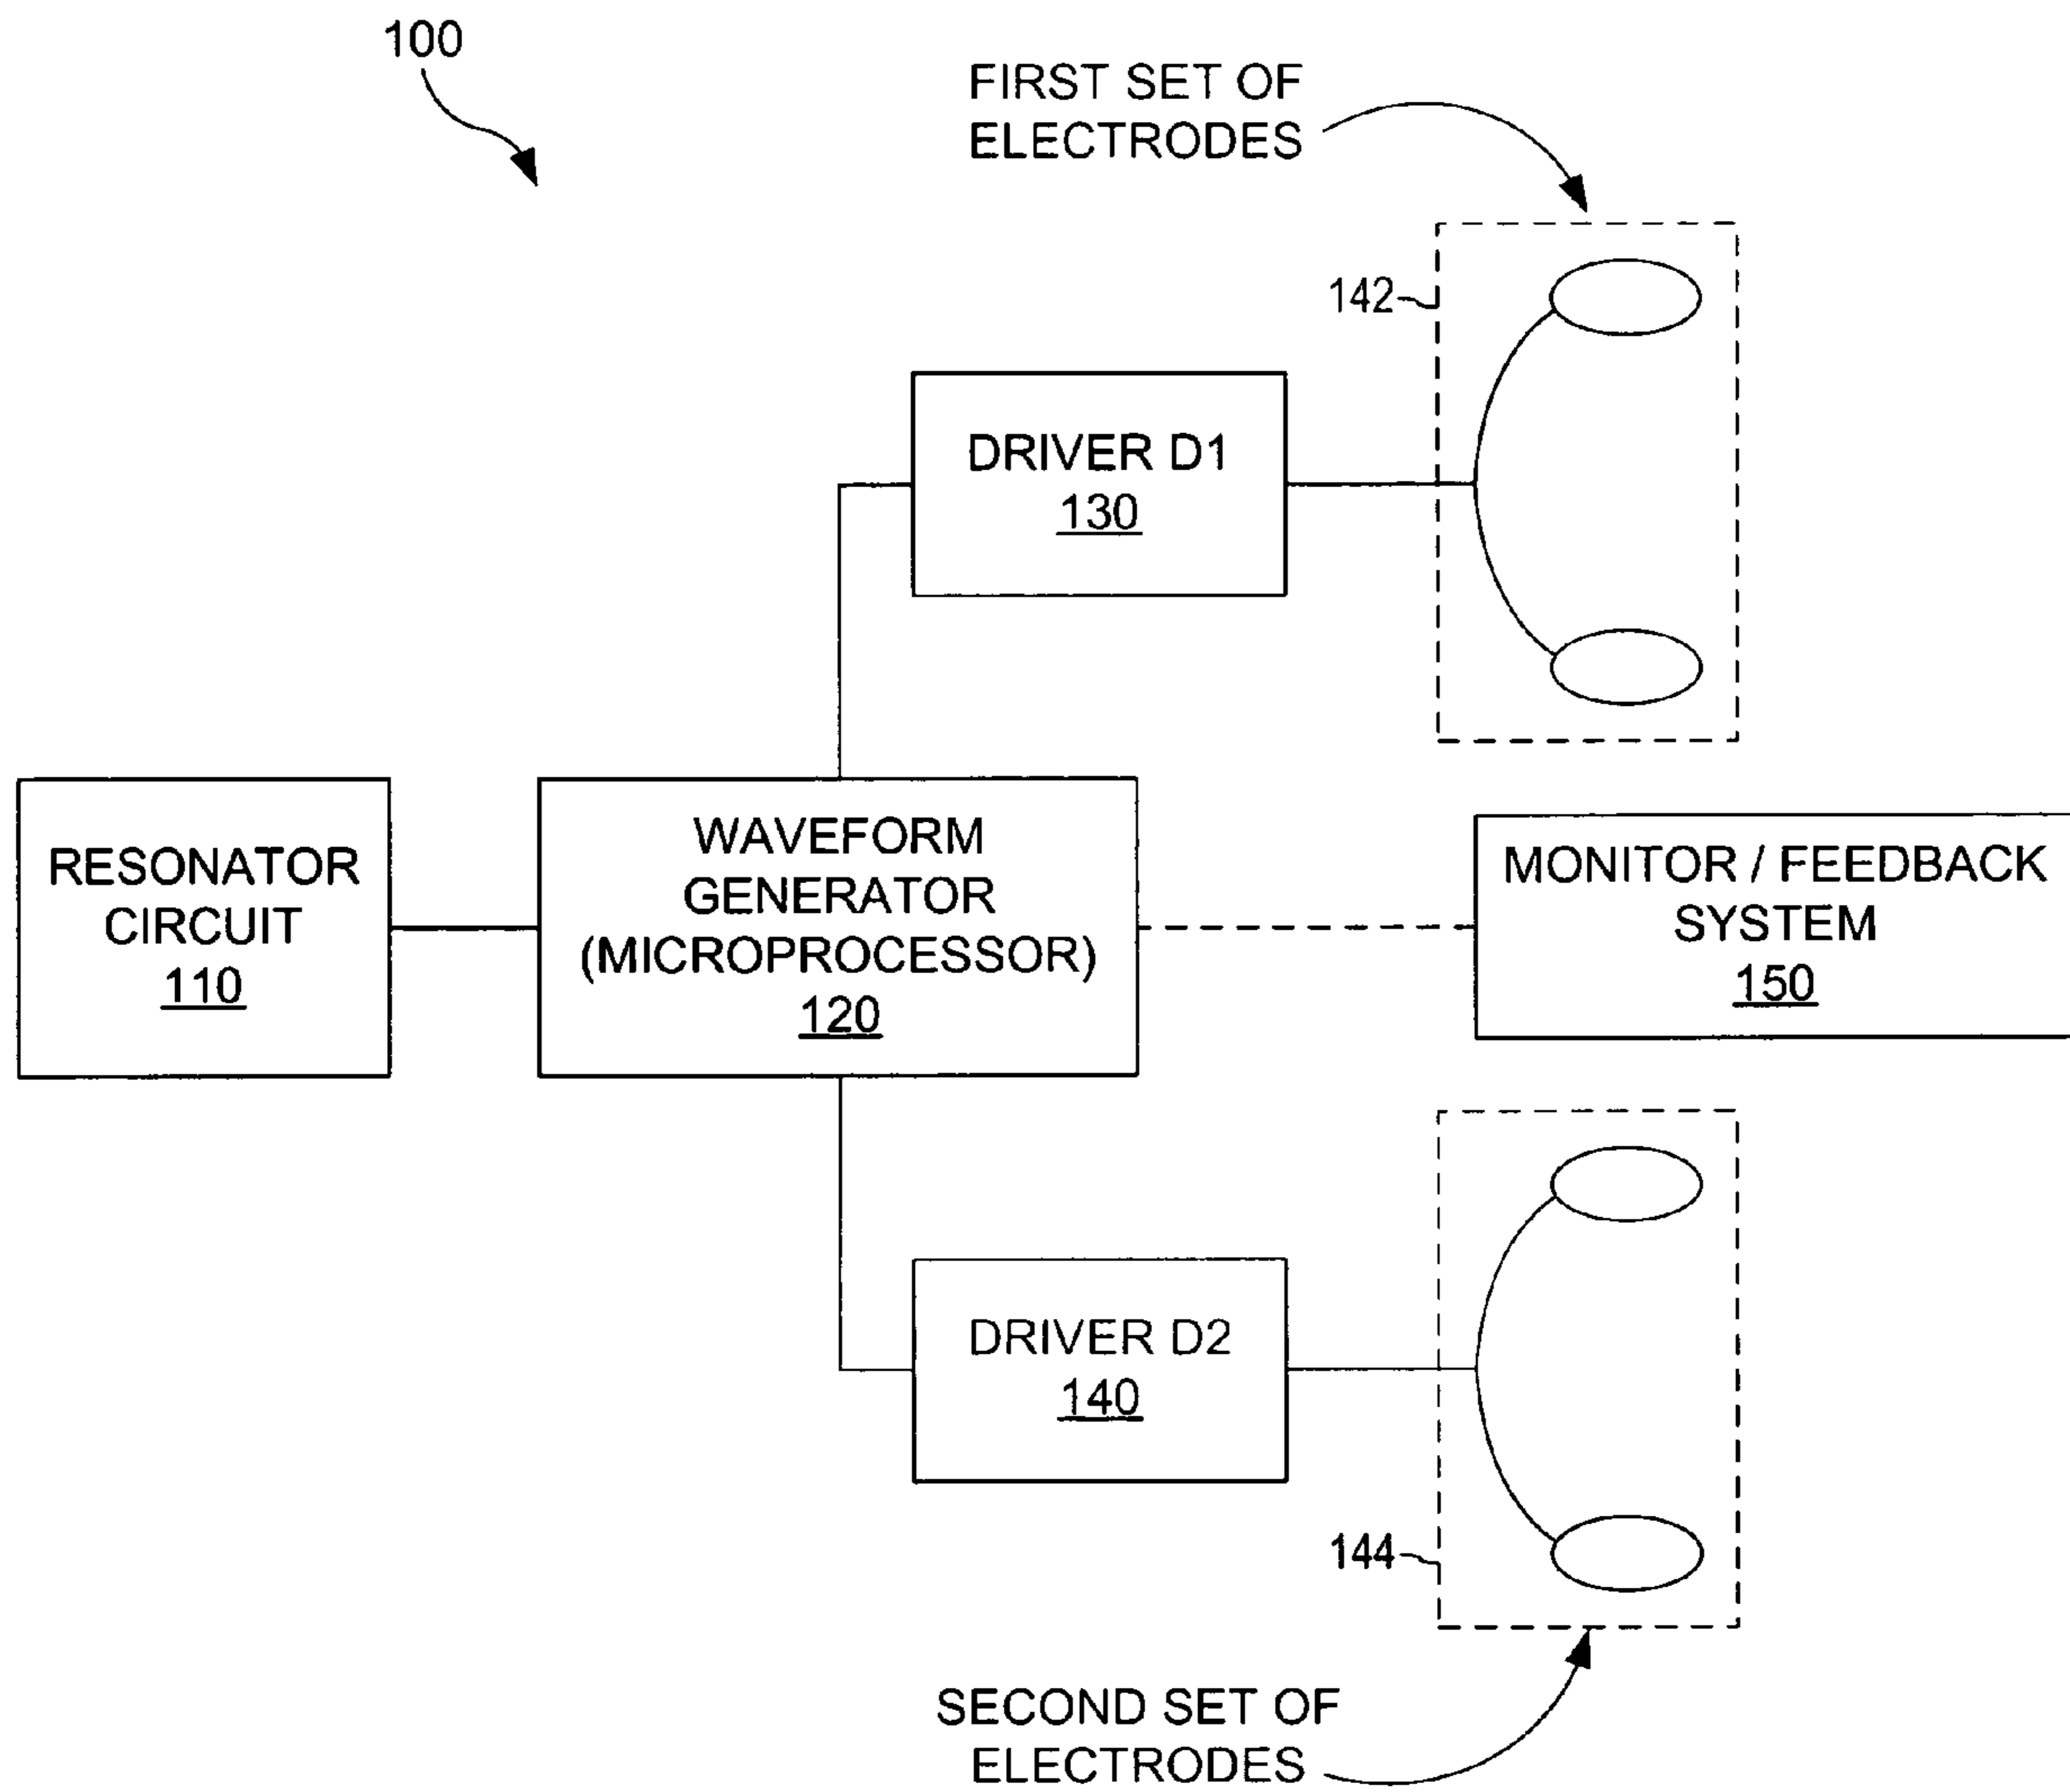 100
FIRST SET OF
ELECTRODES
142
DRIVER D1
130
RESONATOR
CIRCUIT
110
WAVEFORM
GENERATOR
(MICROPROCESSOR)
120
MONITOR / FEEDBACK
SYSTEM
150
DRIVER D2
140
144
SECOND SET OF
ELECTRODES